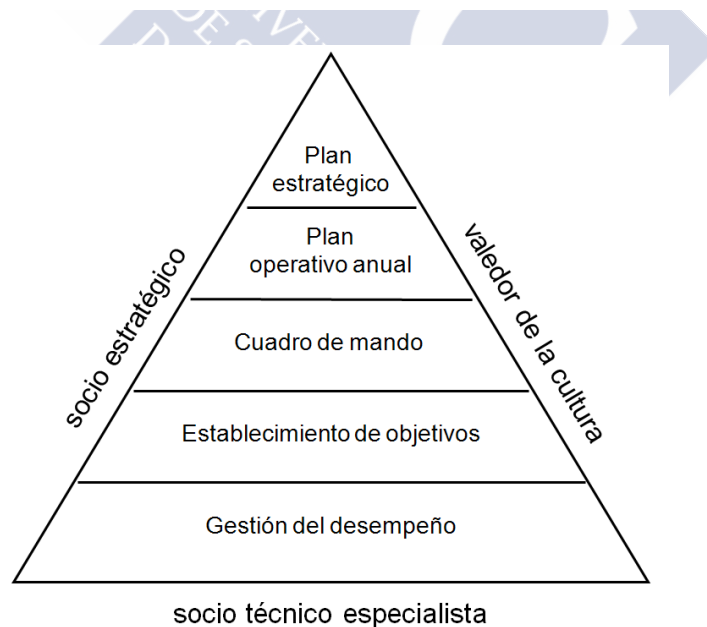 DE
Plan
estratégico
Plan
operativo anual
Cuadro de mando
Establecimiento de objetivos
Gestión del desempeño
socio estratégico
valedor de la cultura
socio técnico especialista